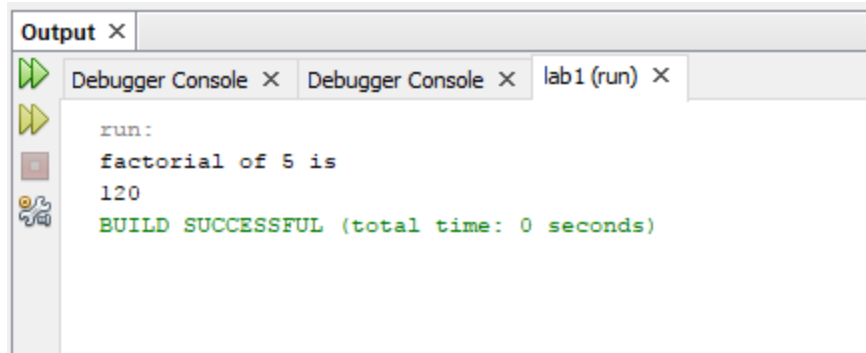 Output ×
Debugger Console × Debugger Console × lab1 (run) ×
run:
factorial of 5 is
120
BUILD SUCCESSFUL (total time: 0 seconds)